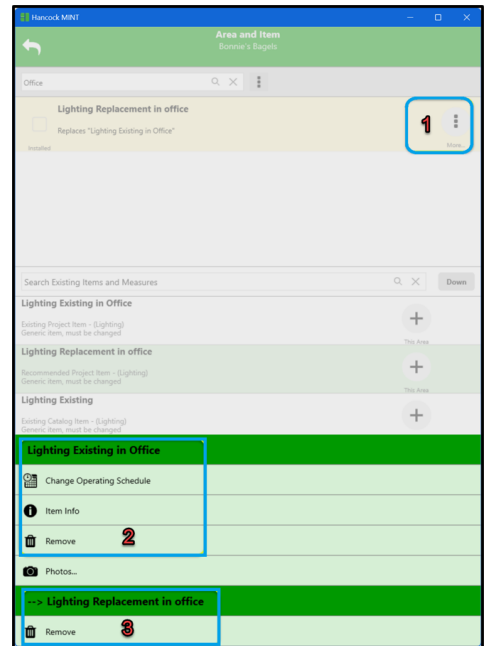 Hancock MINT
Area and Item
Bonnie's Bagels
Office
Lighting Replacement in office
Replaces "Lighting Existing in Office"
Installed
1
More...
Search Existing Items and Measures
Down
Lighting Existing in Office
Existing Project Item - (Lighting)
Generic item, must be changed
This Area
Lighting Replacement in office
Recommended Project Item - (Lighting)
Generic item, must be changed
This Area
Lighting Existing
Existing Catalog Item - (Lighting)
Generic item, must be changed
Lighting Existing in Office
Change Operating Schedule
Item Info
Remove
2
Photos...
--> Lighting Replacement in office
Remove
3